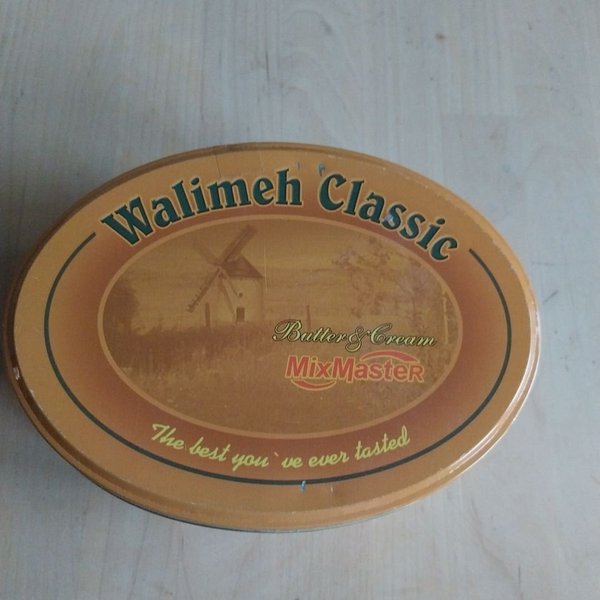 Walimeh Classic
Butter & Cream
MixMasteR
The best you`ve ever tasted